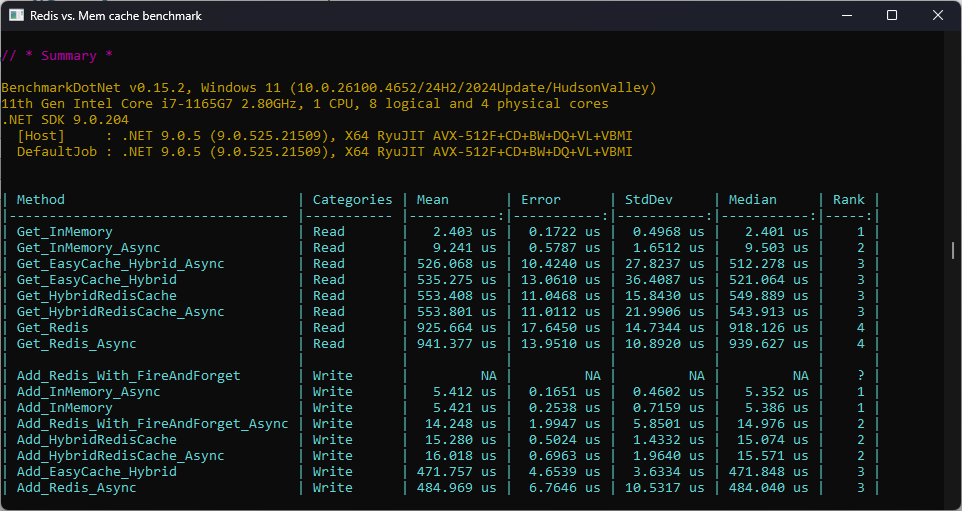 Redis vs. Mem cache benchmark
// * Summary *
BenchmarkDotNet v0.15.2, Windows 11 (10.0.26100.4652/24H2/2024Update/HudsonValley)
11th Gen Intel Core i7-1165G7 2.80GHz, 1 CPU, 8 logical and 4 physical cores
.NET SDK 9.0.204
  [Host]     : .NET 9.0.5 (9.0.525.21509), X64 RyuJIT AVX-512F+CD+BW+DQ+VL+VBMI
  DefaultJob : .NET 9.0.5 (9.0.525.21509), X64 RyuJIT AVX-512F+CD+BW+DQ+VL+VBMI
| Method                             | Categories | Mean       | Error      | StdDev     | Median     | Rank |
|----------------------------------- |----------- |-----------:|-----------:|-----------:|-----------:|-----:|
| Get_InMemory                       | Read       |   2.403 us |  0.1722 us |  0.4968 us |   2.401 us |    1 |
| Get_InMemory_Async                 | Read       |   9.241 us |  0.5787 us |  1.6512 us |   9.503 us |    2 |
| Get_EasyCache_Hybrid_Async         | Read       | 526.068 us | 10.4240 us | 27.8237 us | 512.278 us |    3 |
| Get_EasyCache_Hybrid               | Read       | 535.275 us | 13.0610 us | 36.4087 us | 521.064 us |    3 |
| Get_HybridRedisCache               | Read       | 553.408 us | 11.0468 us | 15.8430 us | 549.889 us |    3 |
| Get_HybridRedisCache_Async         | Read       | 553.801 us | 11.0112 us | 21.9906 us | 543.913 us |    3 |
| Get_Redis                          | Read       | 925.664 us | 17.6450 us | 14.7344 us | 918.126 us |    4 |
| Get_Redis_Async                    | Read       | 941.377 us | 13.9510 us | 10.8920 us | 939.627 us |    4 |
|                                    |            |            |            |            |            |      |
| Add_Redis_With_FireAndForget       | Write      |         NA |         NA |         NA |         NA |    ? |
| Add_InMemory_Async                 | Write      |   5.412 us |  0.1651 us |  0.4602 us |   5.352 us |    1 |
| Add_InMemory                       | Write      |   5.421 us |  0.2538 us |  0.7159 us |   5.386 us |    1 |
| Add_Redis_With_FireAndForget_Async | Write      |  14.248 us |  1.9947 us |  5.8501 us |  14.976 us |    2 |
| Add_HybridRedisCache               | Write      |  15.280 us |  0.5024 us |  1.4332 us |  15.074 us |    2 |
| Add_HybridRedisCache_Async         | Write      |  16.018 us |  0.6963 us |  1.9640 us |  15.571 us |    2 |
| Add_EasyCache_Hybrid               | Write      | 471.757 us |  4.6539 us |  3.6334 us | 471.848 us |    3 |
| Add_Redis_Async                    | Write      | 484.969 us |  6.7646 us | 10.5317 us | 484.040 us |    3 |